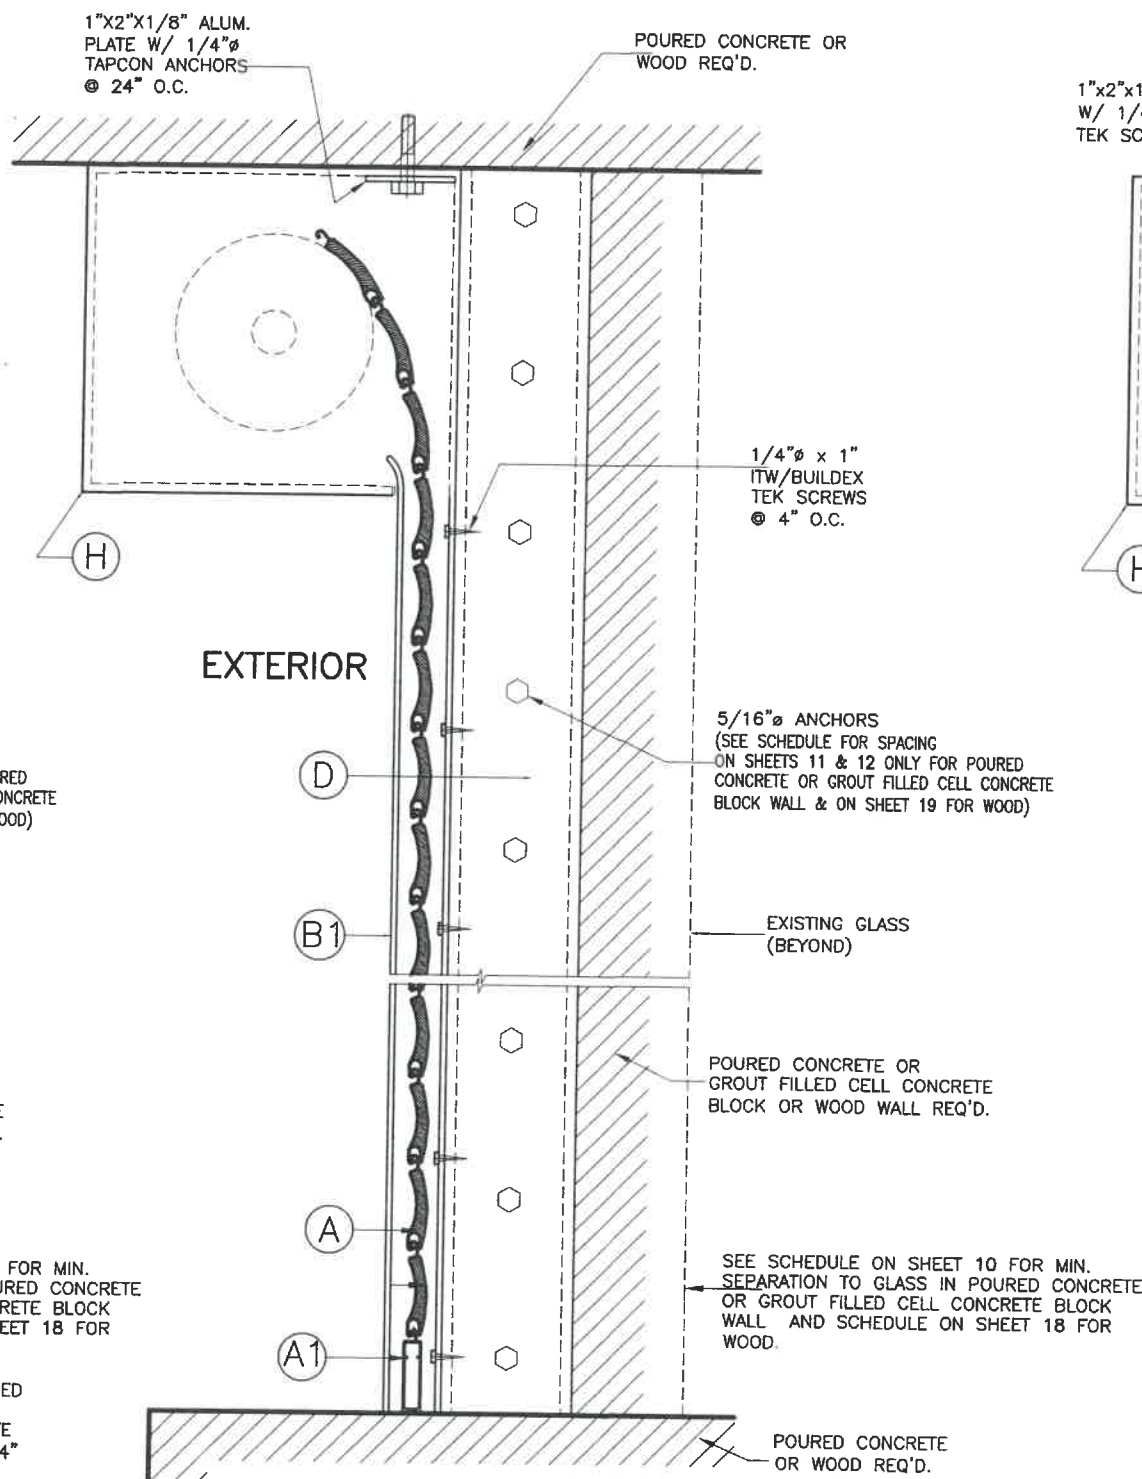 1"X2"X1/8" ALUM.
PLATE W/ 1/4"ø
TAPCON ANCHORS
@ 24" O.C.
POURED CONCRETE OR
WOOD REQ'D.
1"x2"x1
W/ 1/4
TEK SC
1/4"ø x 1"
ITW/BUILDEX
TEK SCREWS
@ 4" O.C.
H
H
EXTERIOR
5/16"ø ANCHORS
(SEE SCHEDULE FOR SPACING
ON SHEETS 11 & 12 ONLY FOR POURED
CONCRETE OR GROUT FILLED CELL CONCRETE
BLOCK WALL & ON SHEET 19 FOR WOOD)
D
RED
ONCRETE
OOD)
B1
EXISTING GLASS
(BEYOND)
POURED CONCRETE OR
GROUT FILLED CELL CONCRETE
BLOCK OR WOOD WALL REQ'D.
E
A
FOR MIN.
URED CONCRETE
CRETE BLOCK
EET 18 FOR
SEE SCHEDULE ON SHEET 10 FOR MIN.
SEPARATION TO GLASS IN POURED CONCRETE
OR GROUT FILLED CELL CONCRETE BLOCK
WALL AND SCHEDULE ON SHEET 18 FOR
WOOD.
A1
ED
TE
4"
POURED CONCRETE
OR WOOD REQ'D.